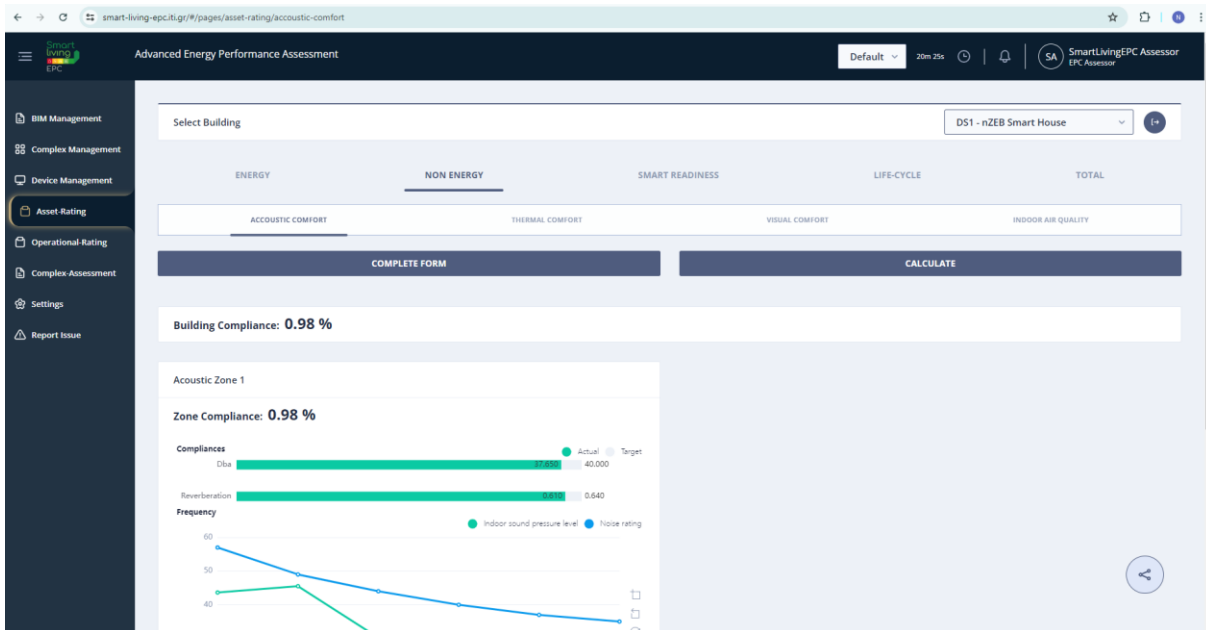 smart-living-epc.iti.gr/#/pages/asset-rating/accoustic-comfort
N
Smart
living
EPC
Advanced Energy Performance Assessment
Default
20m 25s
SA
SmartLivingEPC Assessor
EPC Assessor
BIM Management
Complex Management
Device Management
Asset-Rating
Operational-Rating
Complex-Assessment
Settings
Report Issue
Select Building
DS1 - nZEB Smart House
ENERGY NON ENERGY SMART READINESS LIFE-CYCLE TOTAL
ACCOUSTIC COMFORT THERMAL COMFORT VISUAL COMFORT INDOOR AIR QUALITY
COMPLETE FORM CALCULATE
Building Compliance: 0.98 %
Acoustic Zone 1
Zone Compliance: 0.98 %
Compliances
Actual Target
Dba 37.650 40.000
Reverberation 0.610 0.640
Frequency
Indoor sound pressure level Noise rating
60
50
40